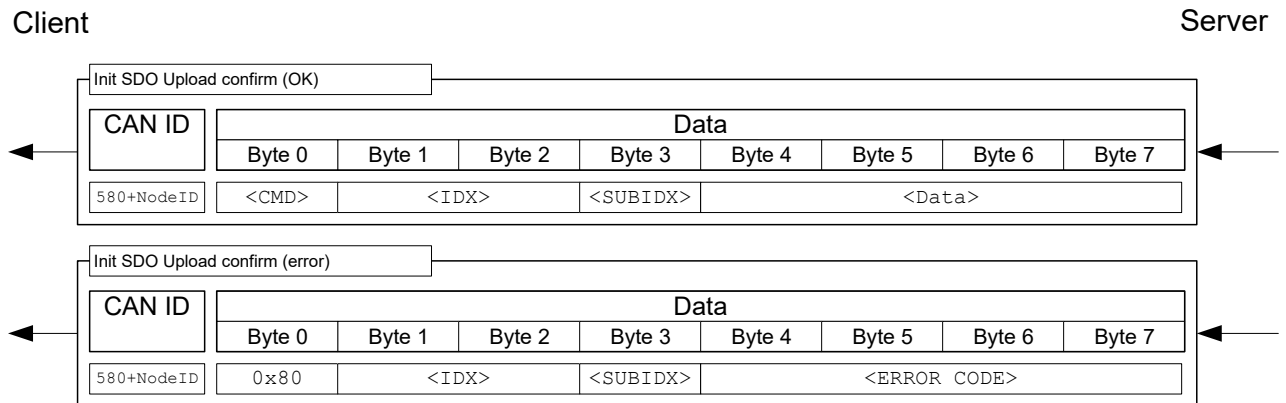 Client Server
Init SDO Upload confirm (OK)
CAN ID Data
Byte 0 Byte 1 Byte 2 Byte 3 Byte 4 Byte 5 Byte 6 Byte 7
580+NodeID <CMD> <IDX> <SUBIDX> <Data>
Init SDO Upload confirm (error)
CAN ID Data
Byte 0 Byte 1 Byte 2 Byte 3 Byte 4 Byte 5 Byte 6 Byte 7
580+NodeID 0x80 <IDX> <SUBIDX> <ERROR CODE>